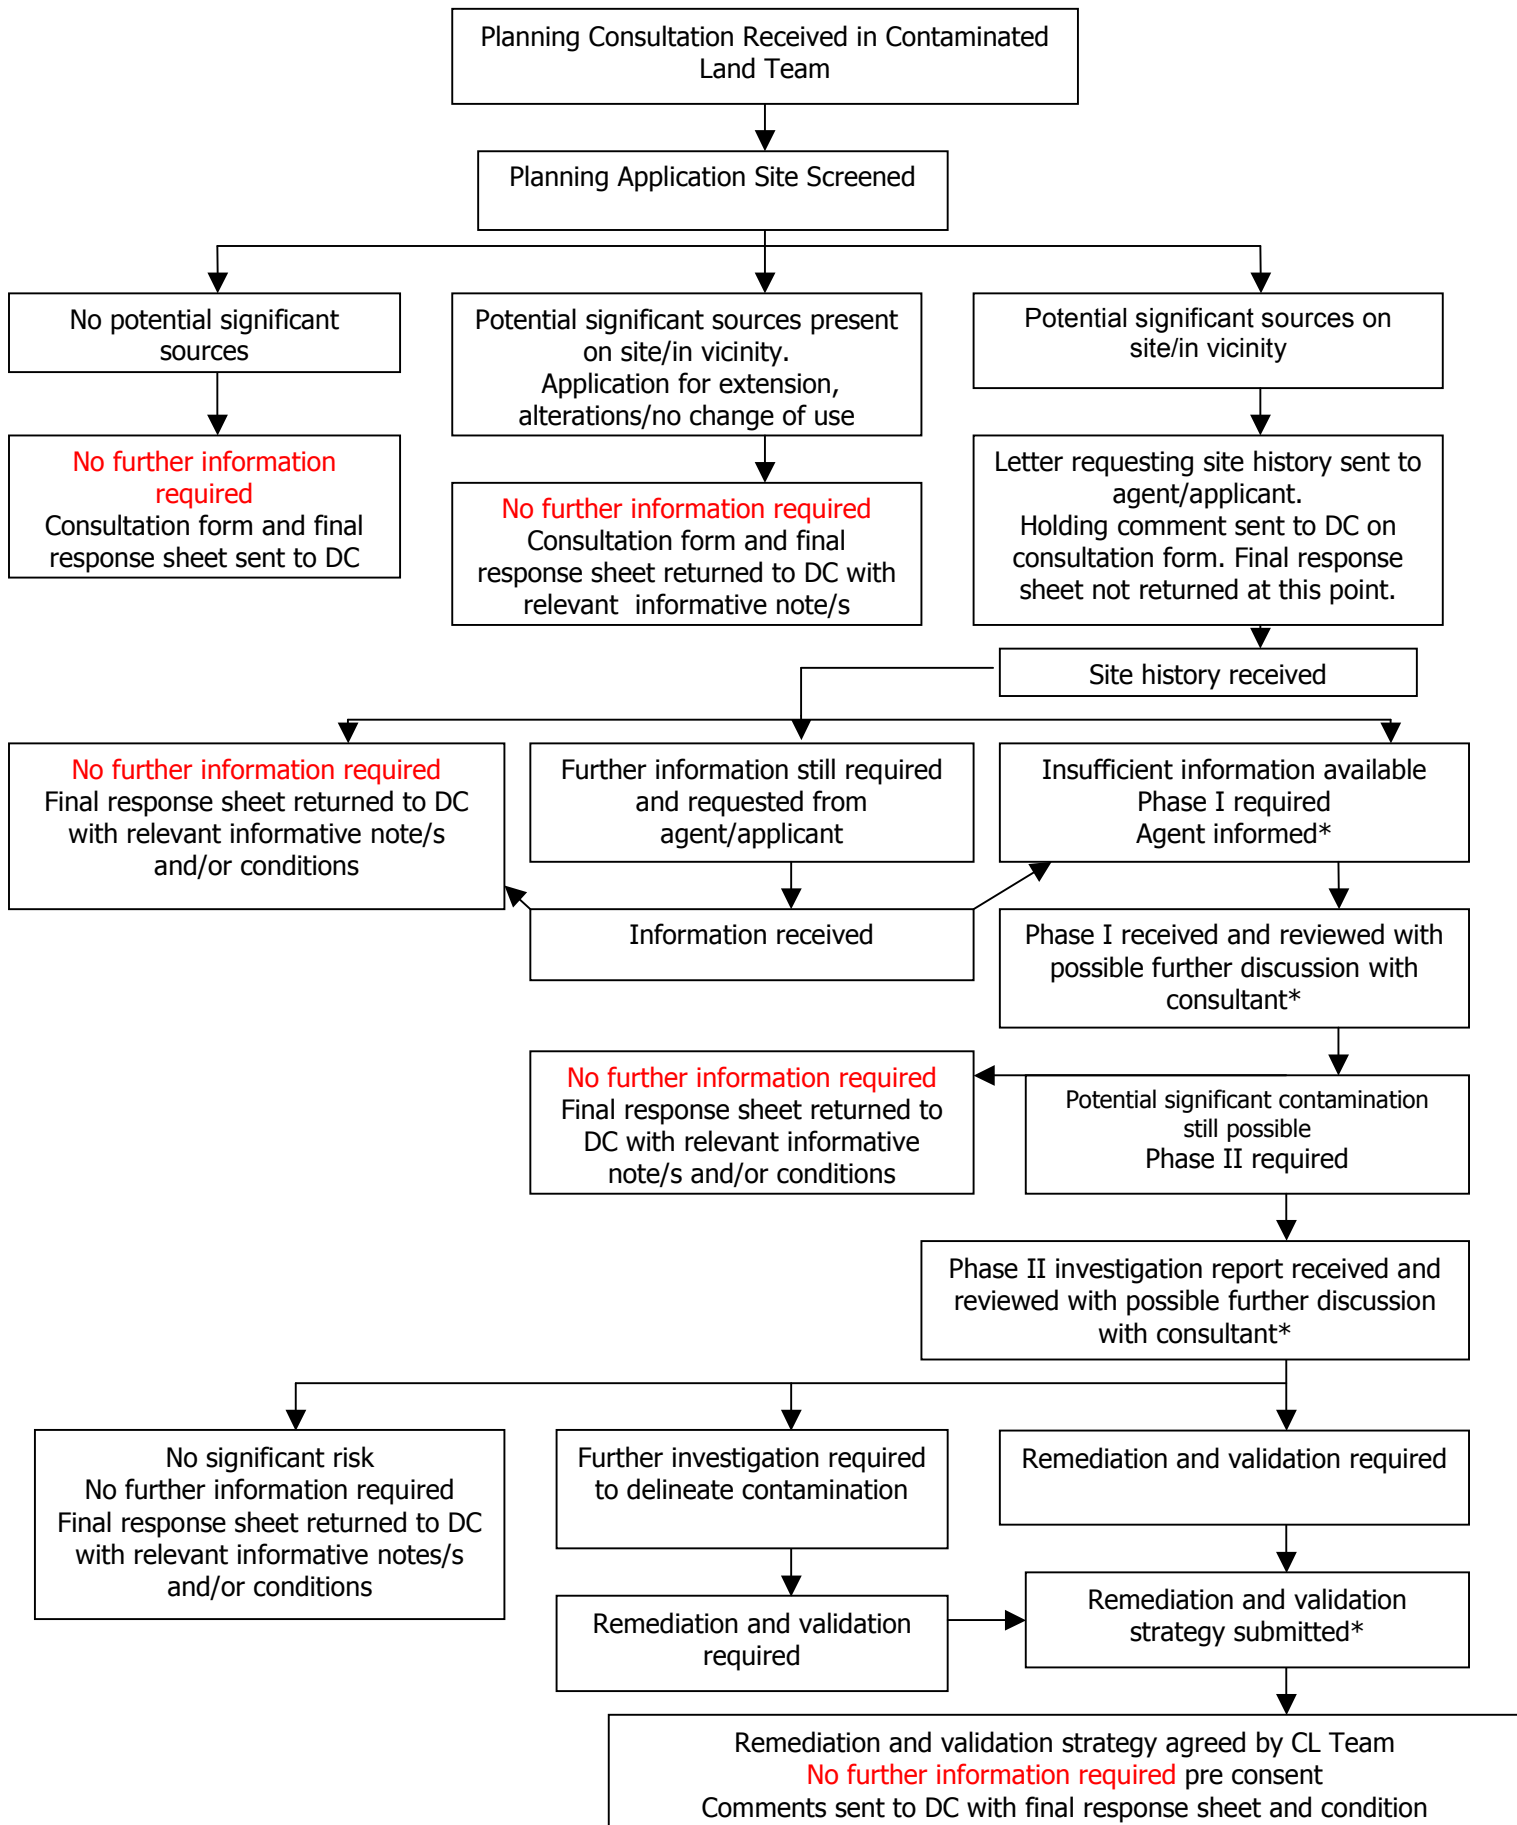 Planning Consultation Received in Contaminated
Land Team
Planning Application Site Screened
No potential significant
sources
Potential significant sources present
on site/in vicinity.
Application for extension,
alterations/no change of use
Potential significant sources on
site/in vicinity
No further information
required
Consultation form and final
response sheet sent to DC
No further information required
Consultation form and final
response sheet returned to DC with
relevant informative note/s
Letter requesting site history sent to
agent/applicant.
Holding comment sent to DC on
consultation form. Final response
sheet not returned at this point.
Site history received
No further information required
Final response sheet returned to DC
with relevant informative note/s
and/or conditions
Further information still required
and requested from
agent/applicant
Insufficient information available
Phase I required
Agent informed*
Information received
Phase I received and reviewed with
possible further discussion with
consultant*
No further information required
Final response sheet returned to
DC with relevant informative
note/s and/or conditions
Potential significant contamination
still possible
Phase II required
Phase II investigation report received and
reviewed with possible further discussion
with consultant*
No significant risk
No further information required
Final response sheet returned to DC
with relevant informative notes/s
and/or conditions
Further investigation required
to delineate contamination
Remediation and validation required
Remediation and validation
required
Remediation and validation
strategy submitted*
Remediation and validation strategy agreed by CL Team
No further information required pre consent
Comments sent to DC with final response sheet and condition